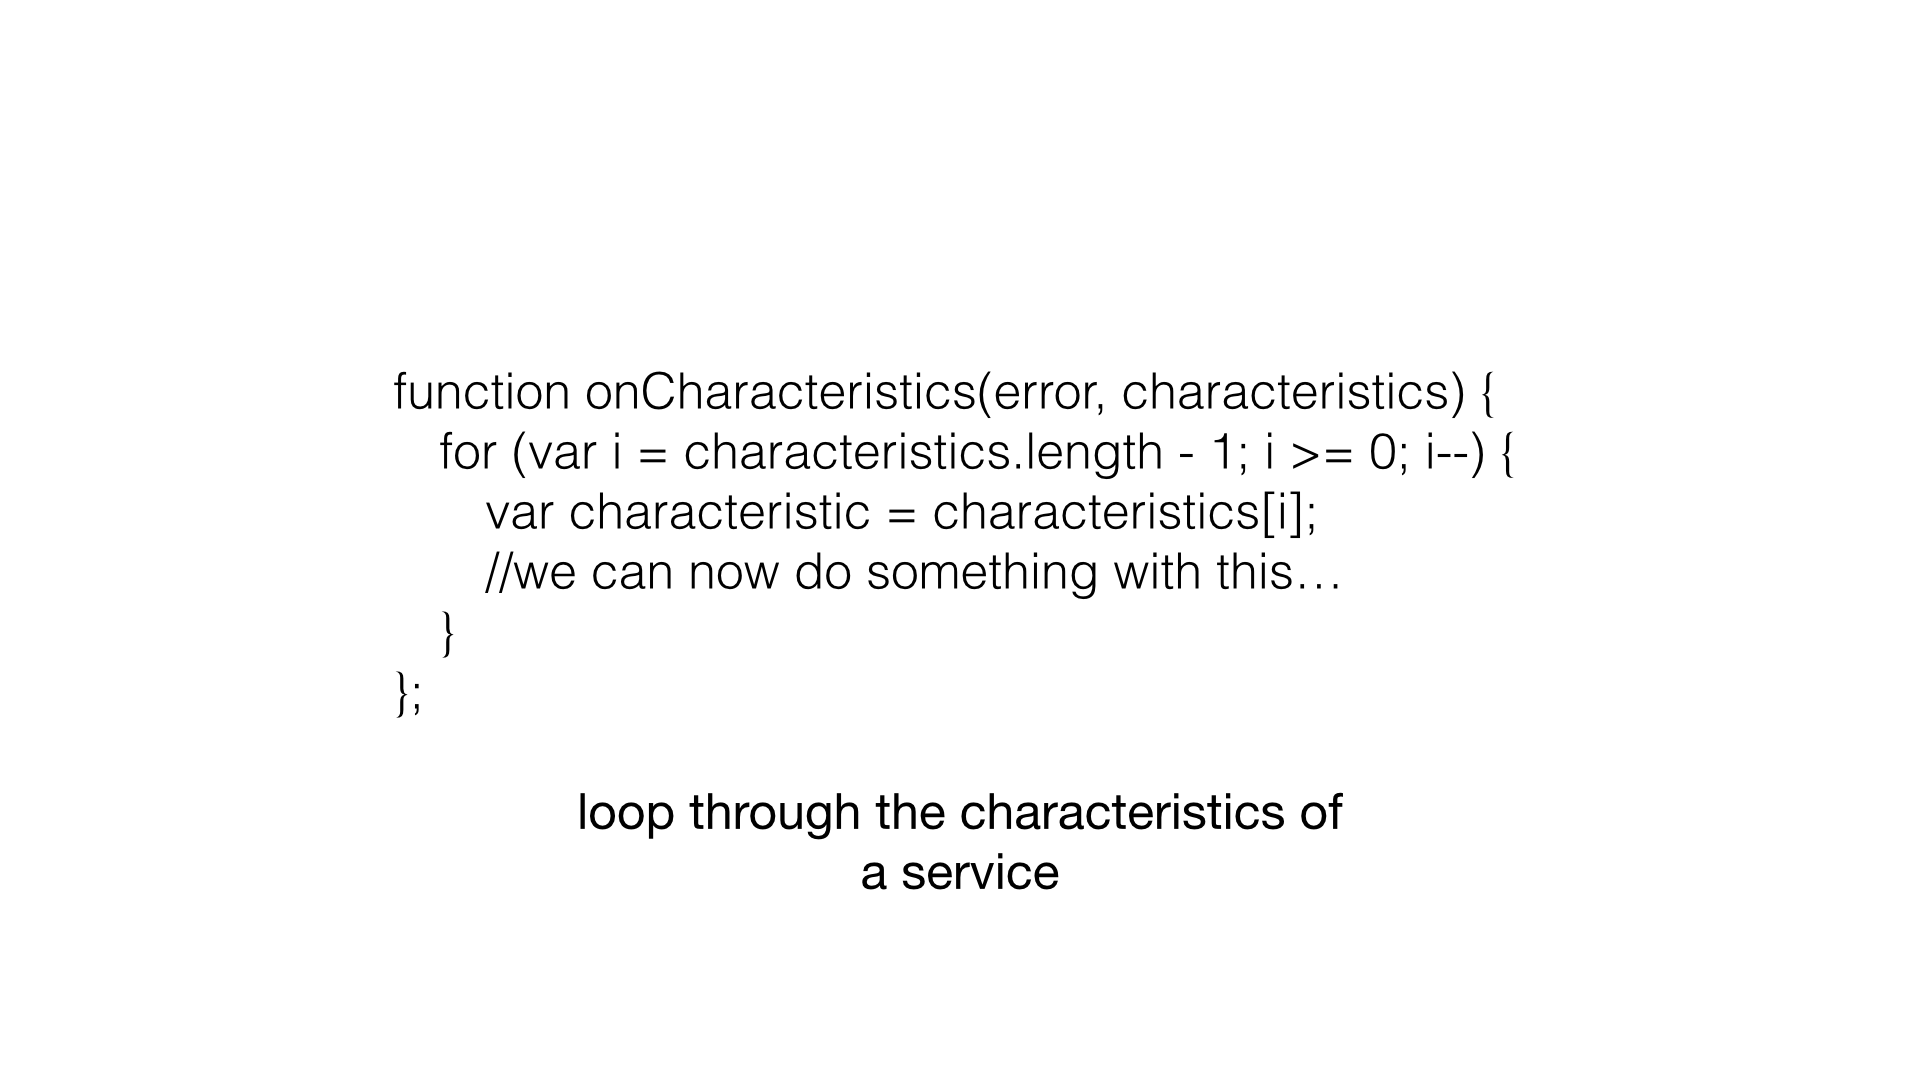 function onCharacteristics(error, characteristics) {
for (var i = characteristics.length - 1; i >= 0; i--) {
var characteristic = characteristics[i];
//we can now do something with this…
}
};
loop through the characteristics of
a service